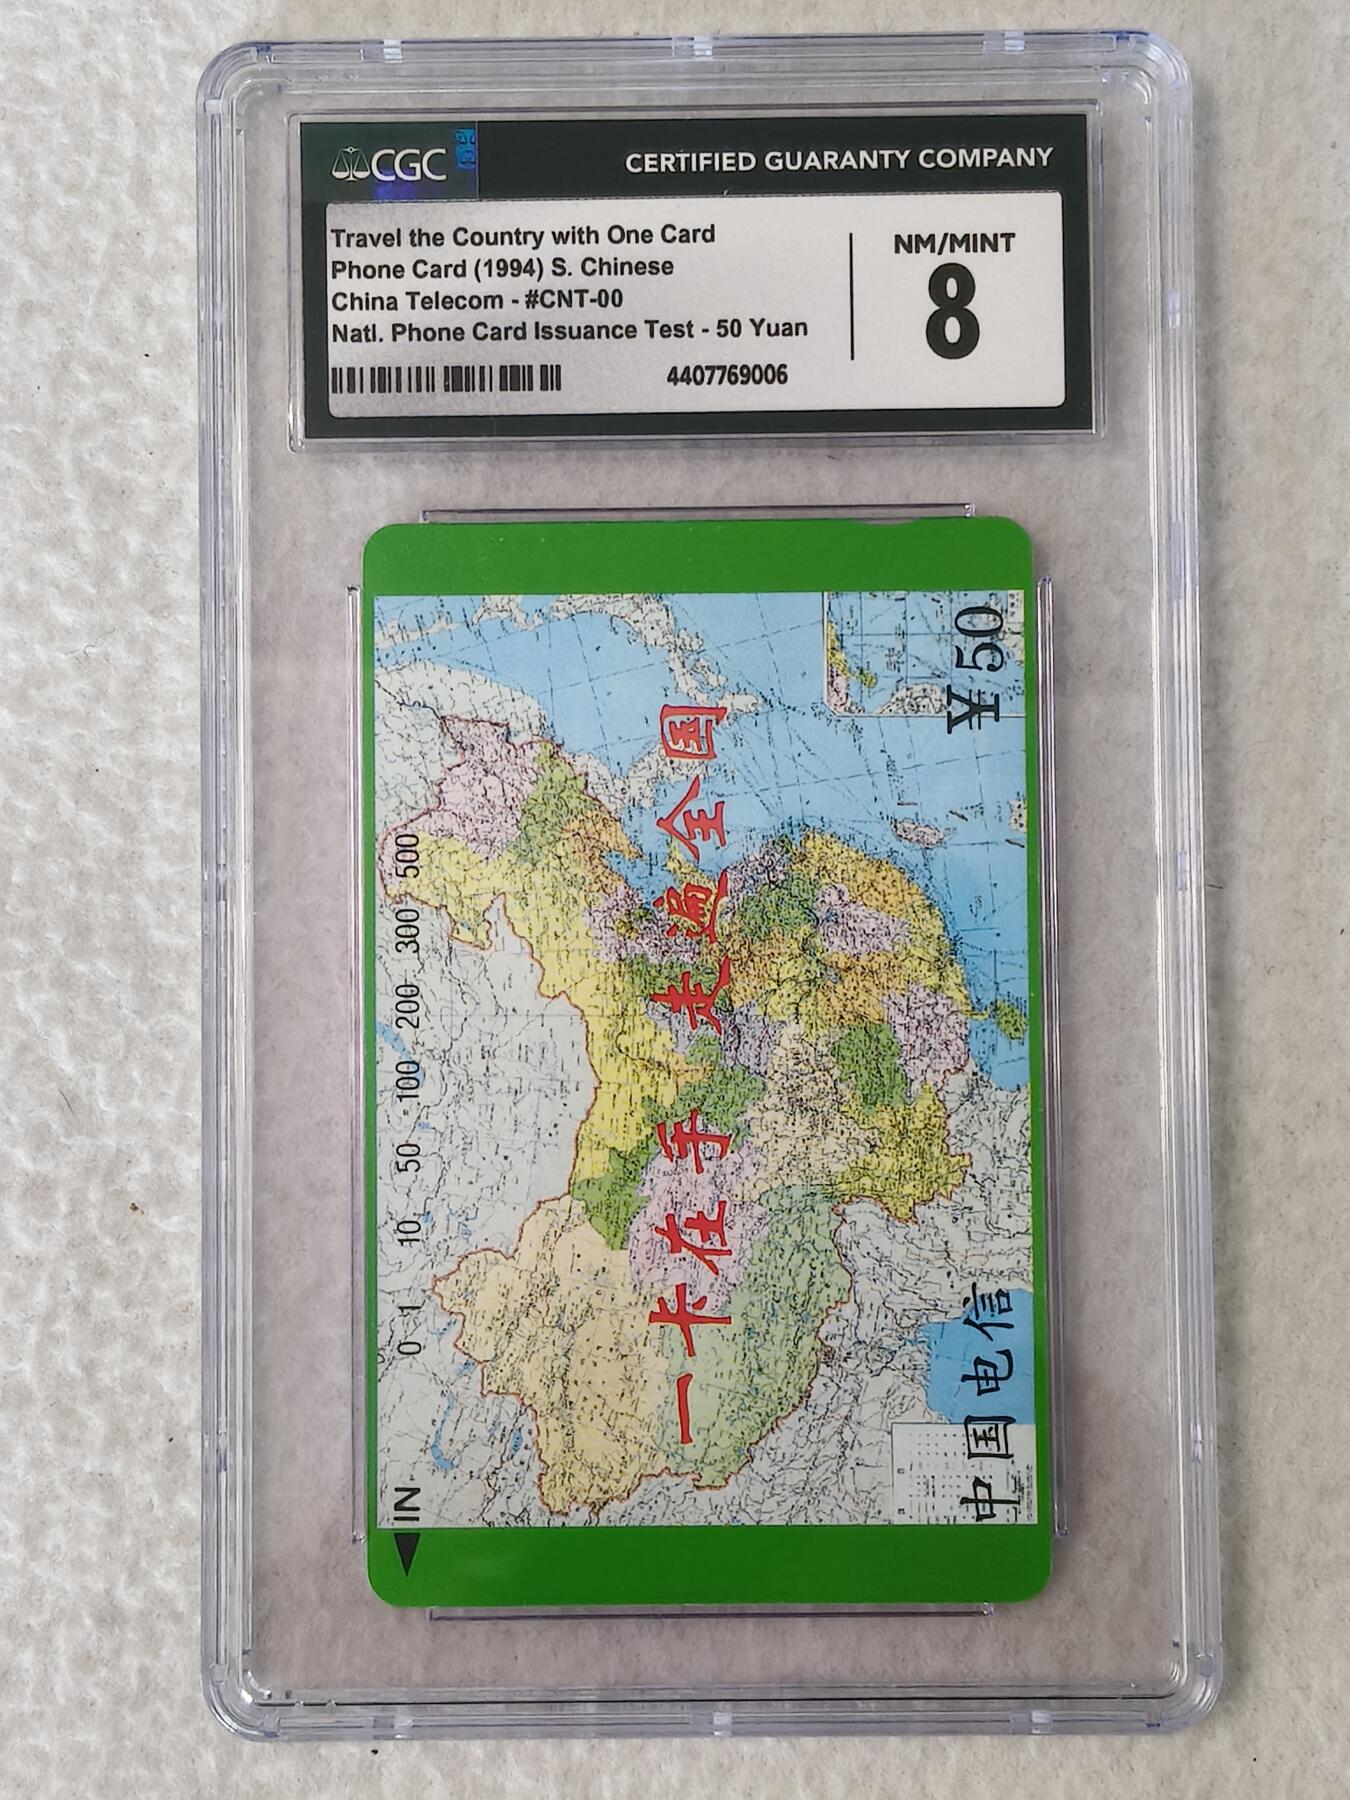 CGC
CERTIFIED GUARANTY COMPANY
Travel the Country with One Card
Phone Card (1994) S. Chinese
China Telecom - #CNT-00
Natl. Phone Card Issuance Test - 50 Yuan
4407769006
NM/MINT
8
IN 0 1 10 50 100 200 300 500
一卡在手 走遍全国
中国电信 ¥50